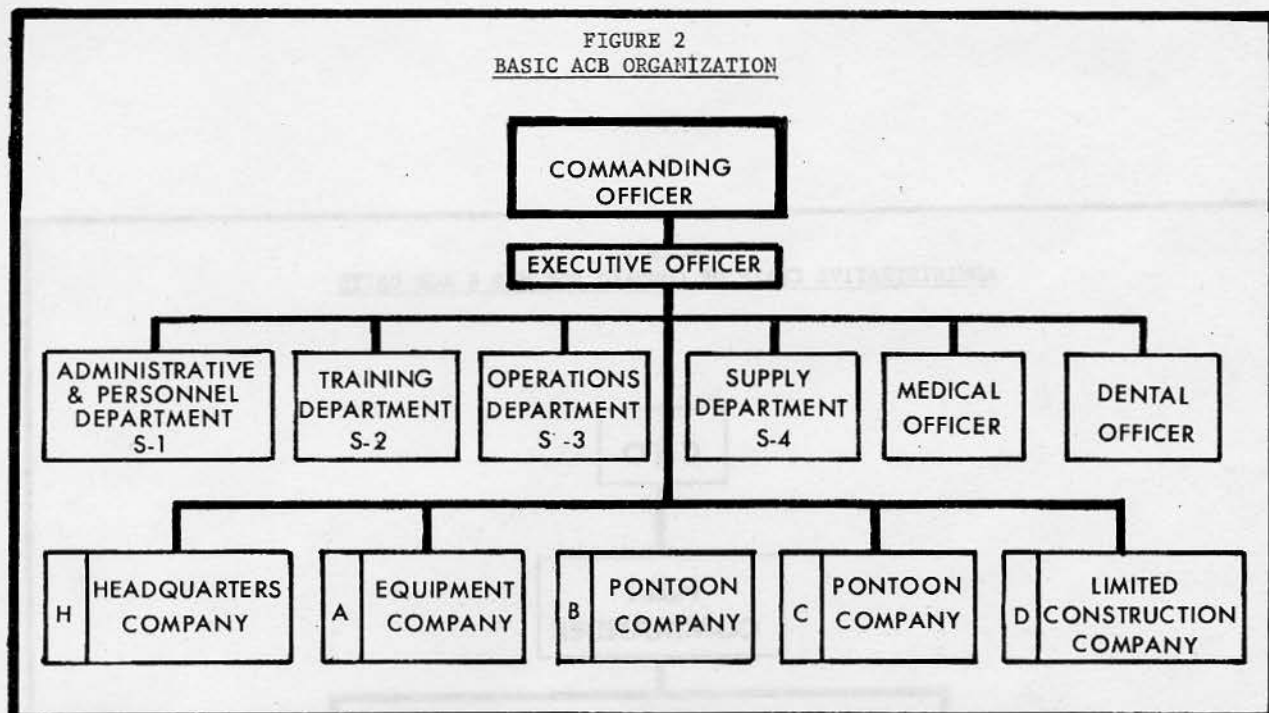 FIGURE 2
BASIC ACB ORGANIZATION
COMMANDING
OFFICER
EXECUTIVE OFFICER
ADMINISTRATIVE
& PERSONNEL
DEPARTMENT
S-1
TRAINING
DEPARTMENT
S-2
OPERATIONS
DEPARTMENT
S-3
SUPPLY
DEPARTMENT
S-4
MEDICAL
OFFICER
DENTAL
OFFICER
H
HEADQUARTERS
COMPANY
A
EQUIPMENT
COMPANY
B
PONTOON
COMPANY
C
PONTOON
COMPANY
D
LIMITED
CONSTRUCTION
COMPANY